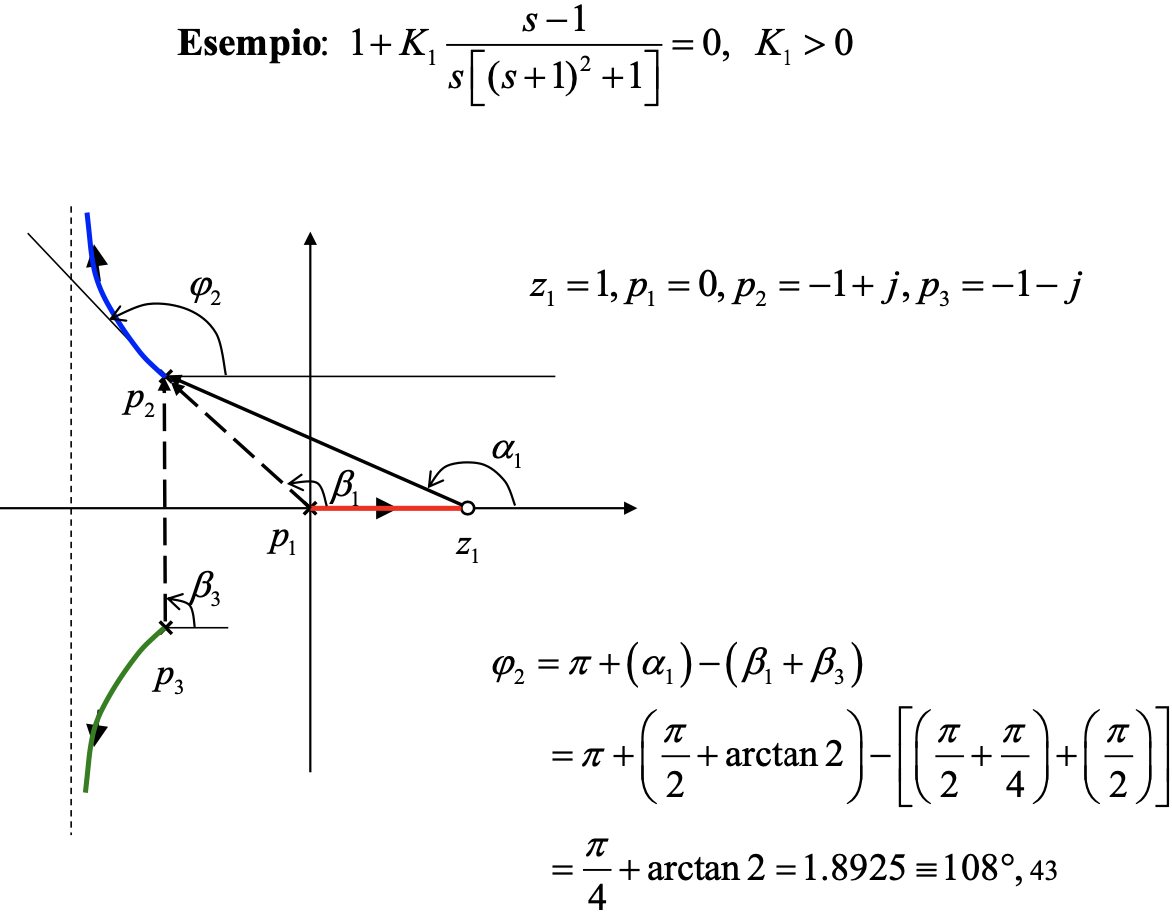 Esempio: 1 + K₁ (s − 1) / (s[(s + 1)² + 1]) = 0, K₁ > 0
φ₂
z₁ = 1, p₁ = 0, p₂ = −1 + j, p₃ = −1 − j
p₂
α₁
β₁
p₁
z₁
β₃
p₃
φ₂ = π + (α₁) − (β₁ + β₃)
= π + (π/2 + arctan 2) − [(π/2 + π/4) + (π/2)]
= π/4 + arctan 2 = 1.8925 ≡ 108°, 43